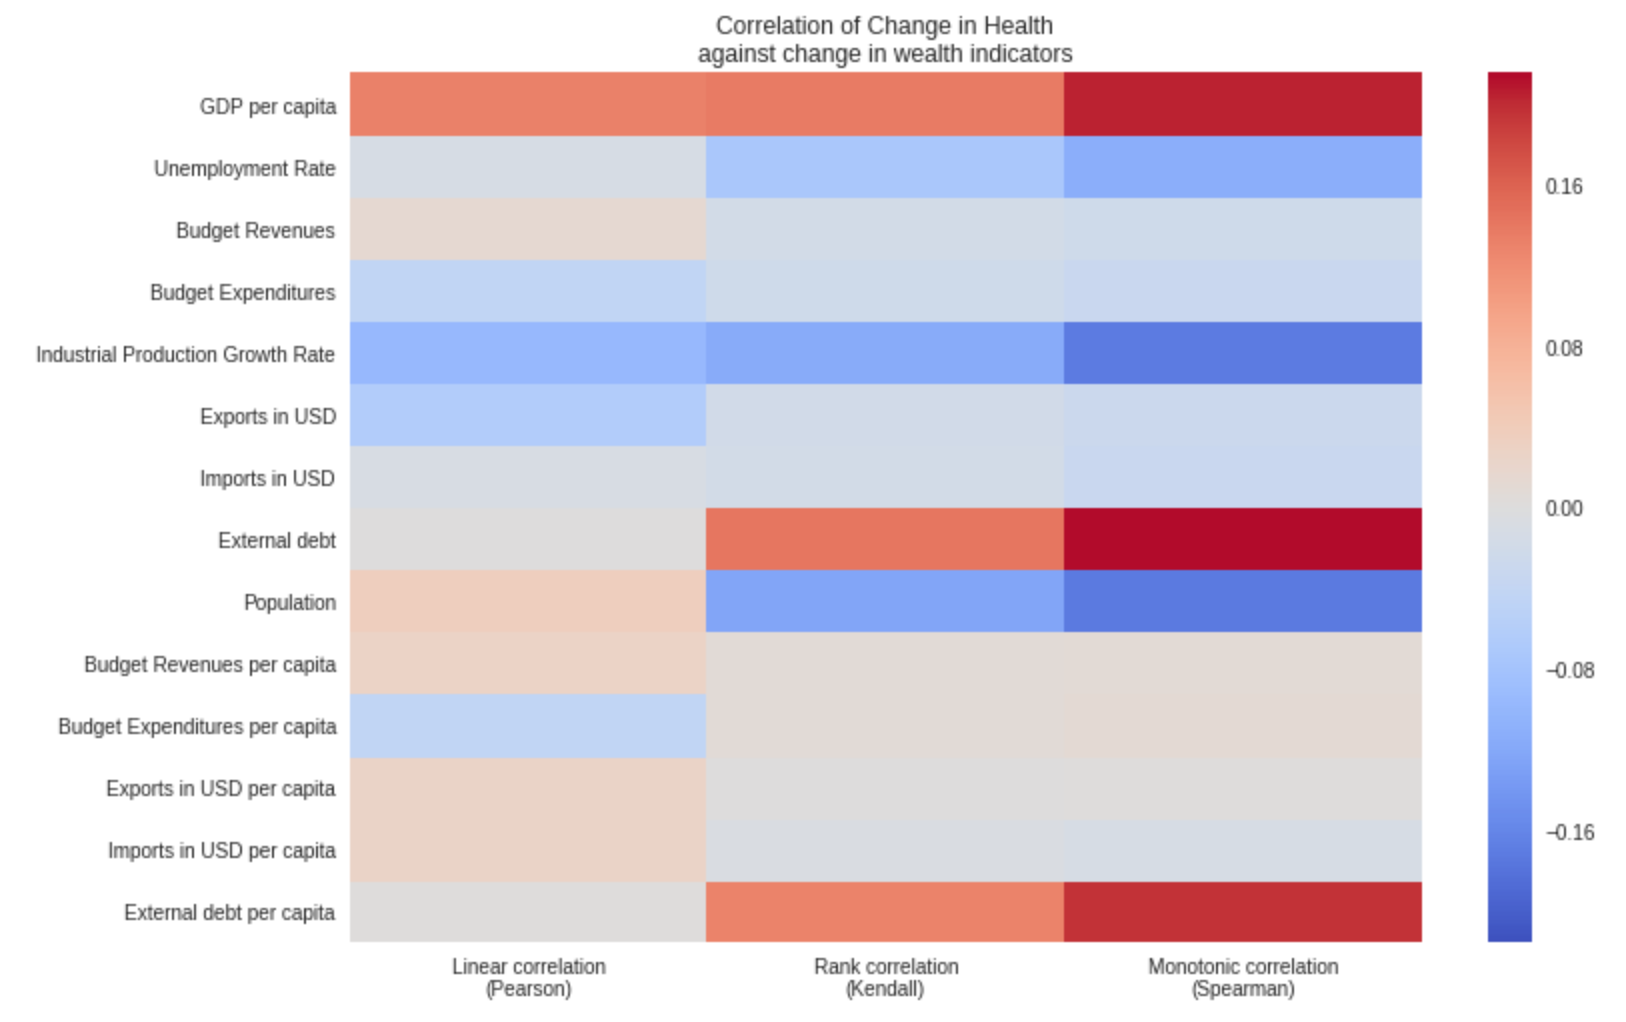 Correlation of Change in Health
against change in wealth indicators
GDP per capita
Unemployment Rate
Budget Revenues
Budget Expenditures
Industrial Production Growth Rate
Exports in USD
Imports in USD
External debt
Population
Budget Revenues per capita
Budget Expenditures per capita
Exports in USD per capita
Imports in USD per capita
External debt per capita
Linear correlation
(Pearson)
Rank correlation
(Kendall)
Monotonic correlation
(Spearman)
0.16
0.08
0.00
−0.08
−0.16